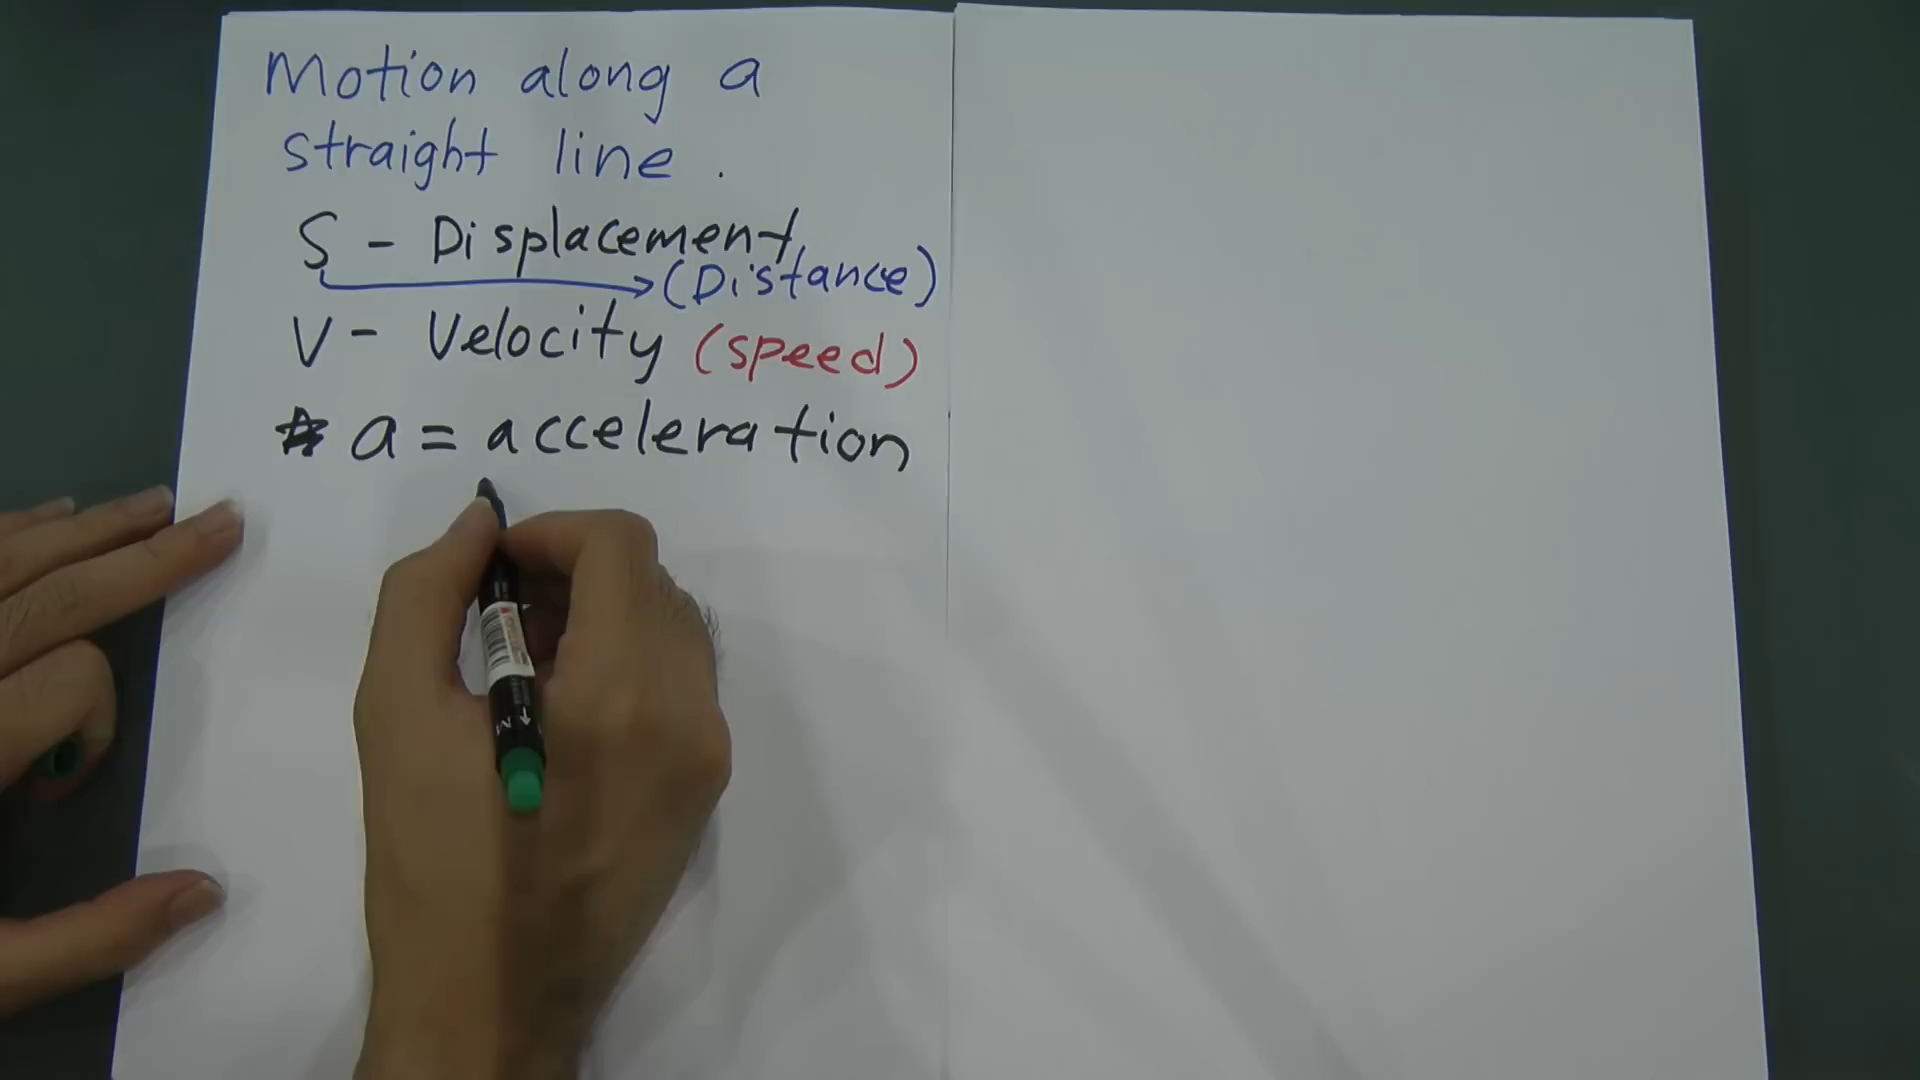 Motion along a
straight line .
S - Displacement
(Distance)
V - Velocity (speed)
* a = acceleration